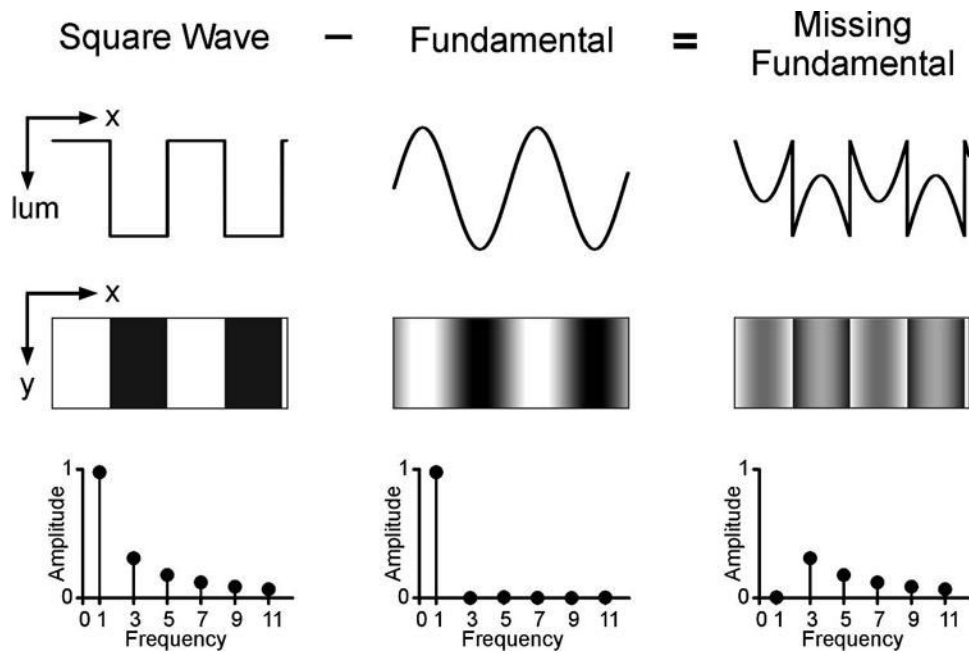 Square Wave – Fundamental = Missing Fundamental
x
lum
x
y
1
Amplitude
0
0 1 3 5 7 9 11
Frequency
1
Amplitude
0
0 1 3 5 7 9 11
Frequency
1
Amplitude
0
0 1 3 5 7 9 11
Frequency